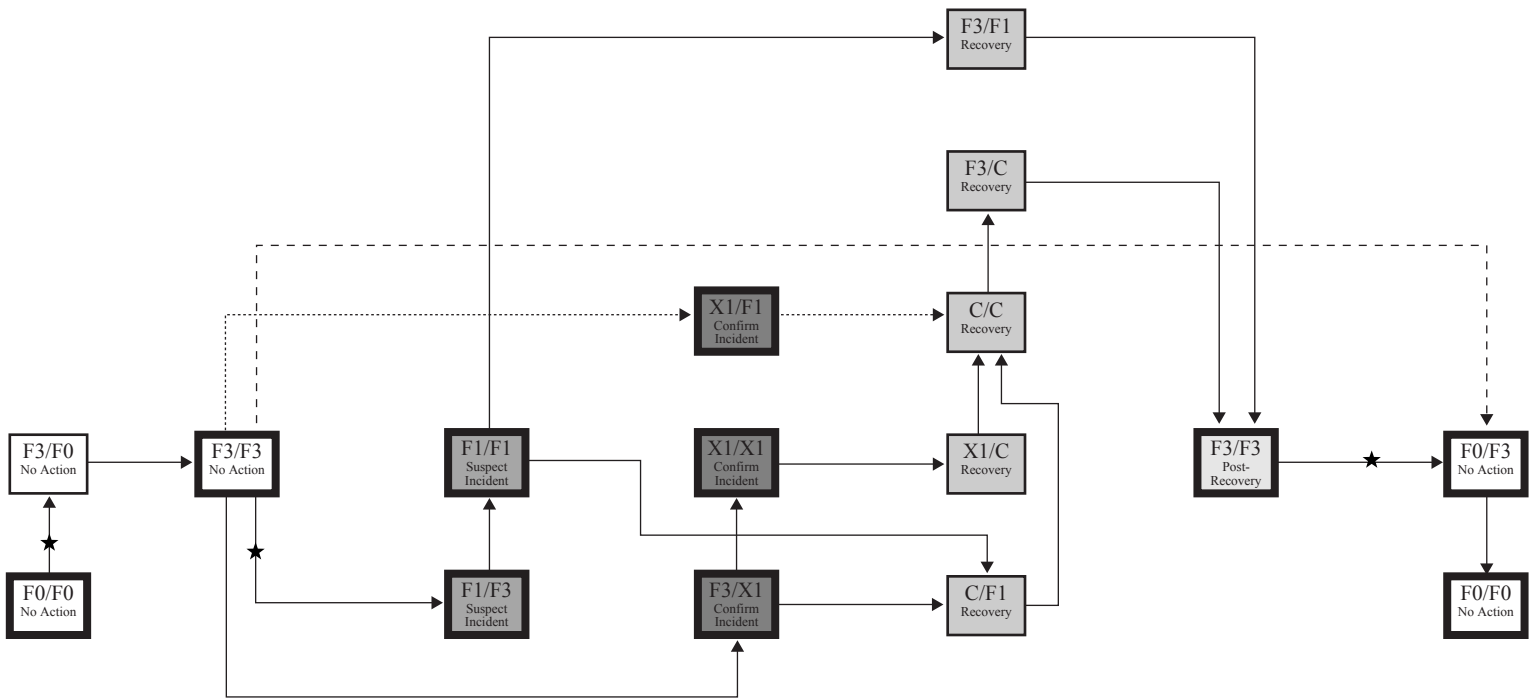 F3/F1
Recovery
F3/C
Recovery
X1/F1
Confirm
Incident
C/C
Recovery
F3/F0
No Action
F3/F3
No Action
F1/F1
Suspect
Incident
X1/X1
Confirm
Incident
X1/C
Recovery
F3/F3
Post-
Recovery
F0/F3
No Action
F0/F0
No Action
F1/F3
Suspect
Incident
F3/X1
Confirm
Incident
C/F1
Recovery
F0/F0
No Action